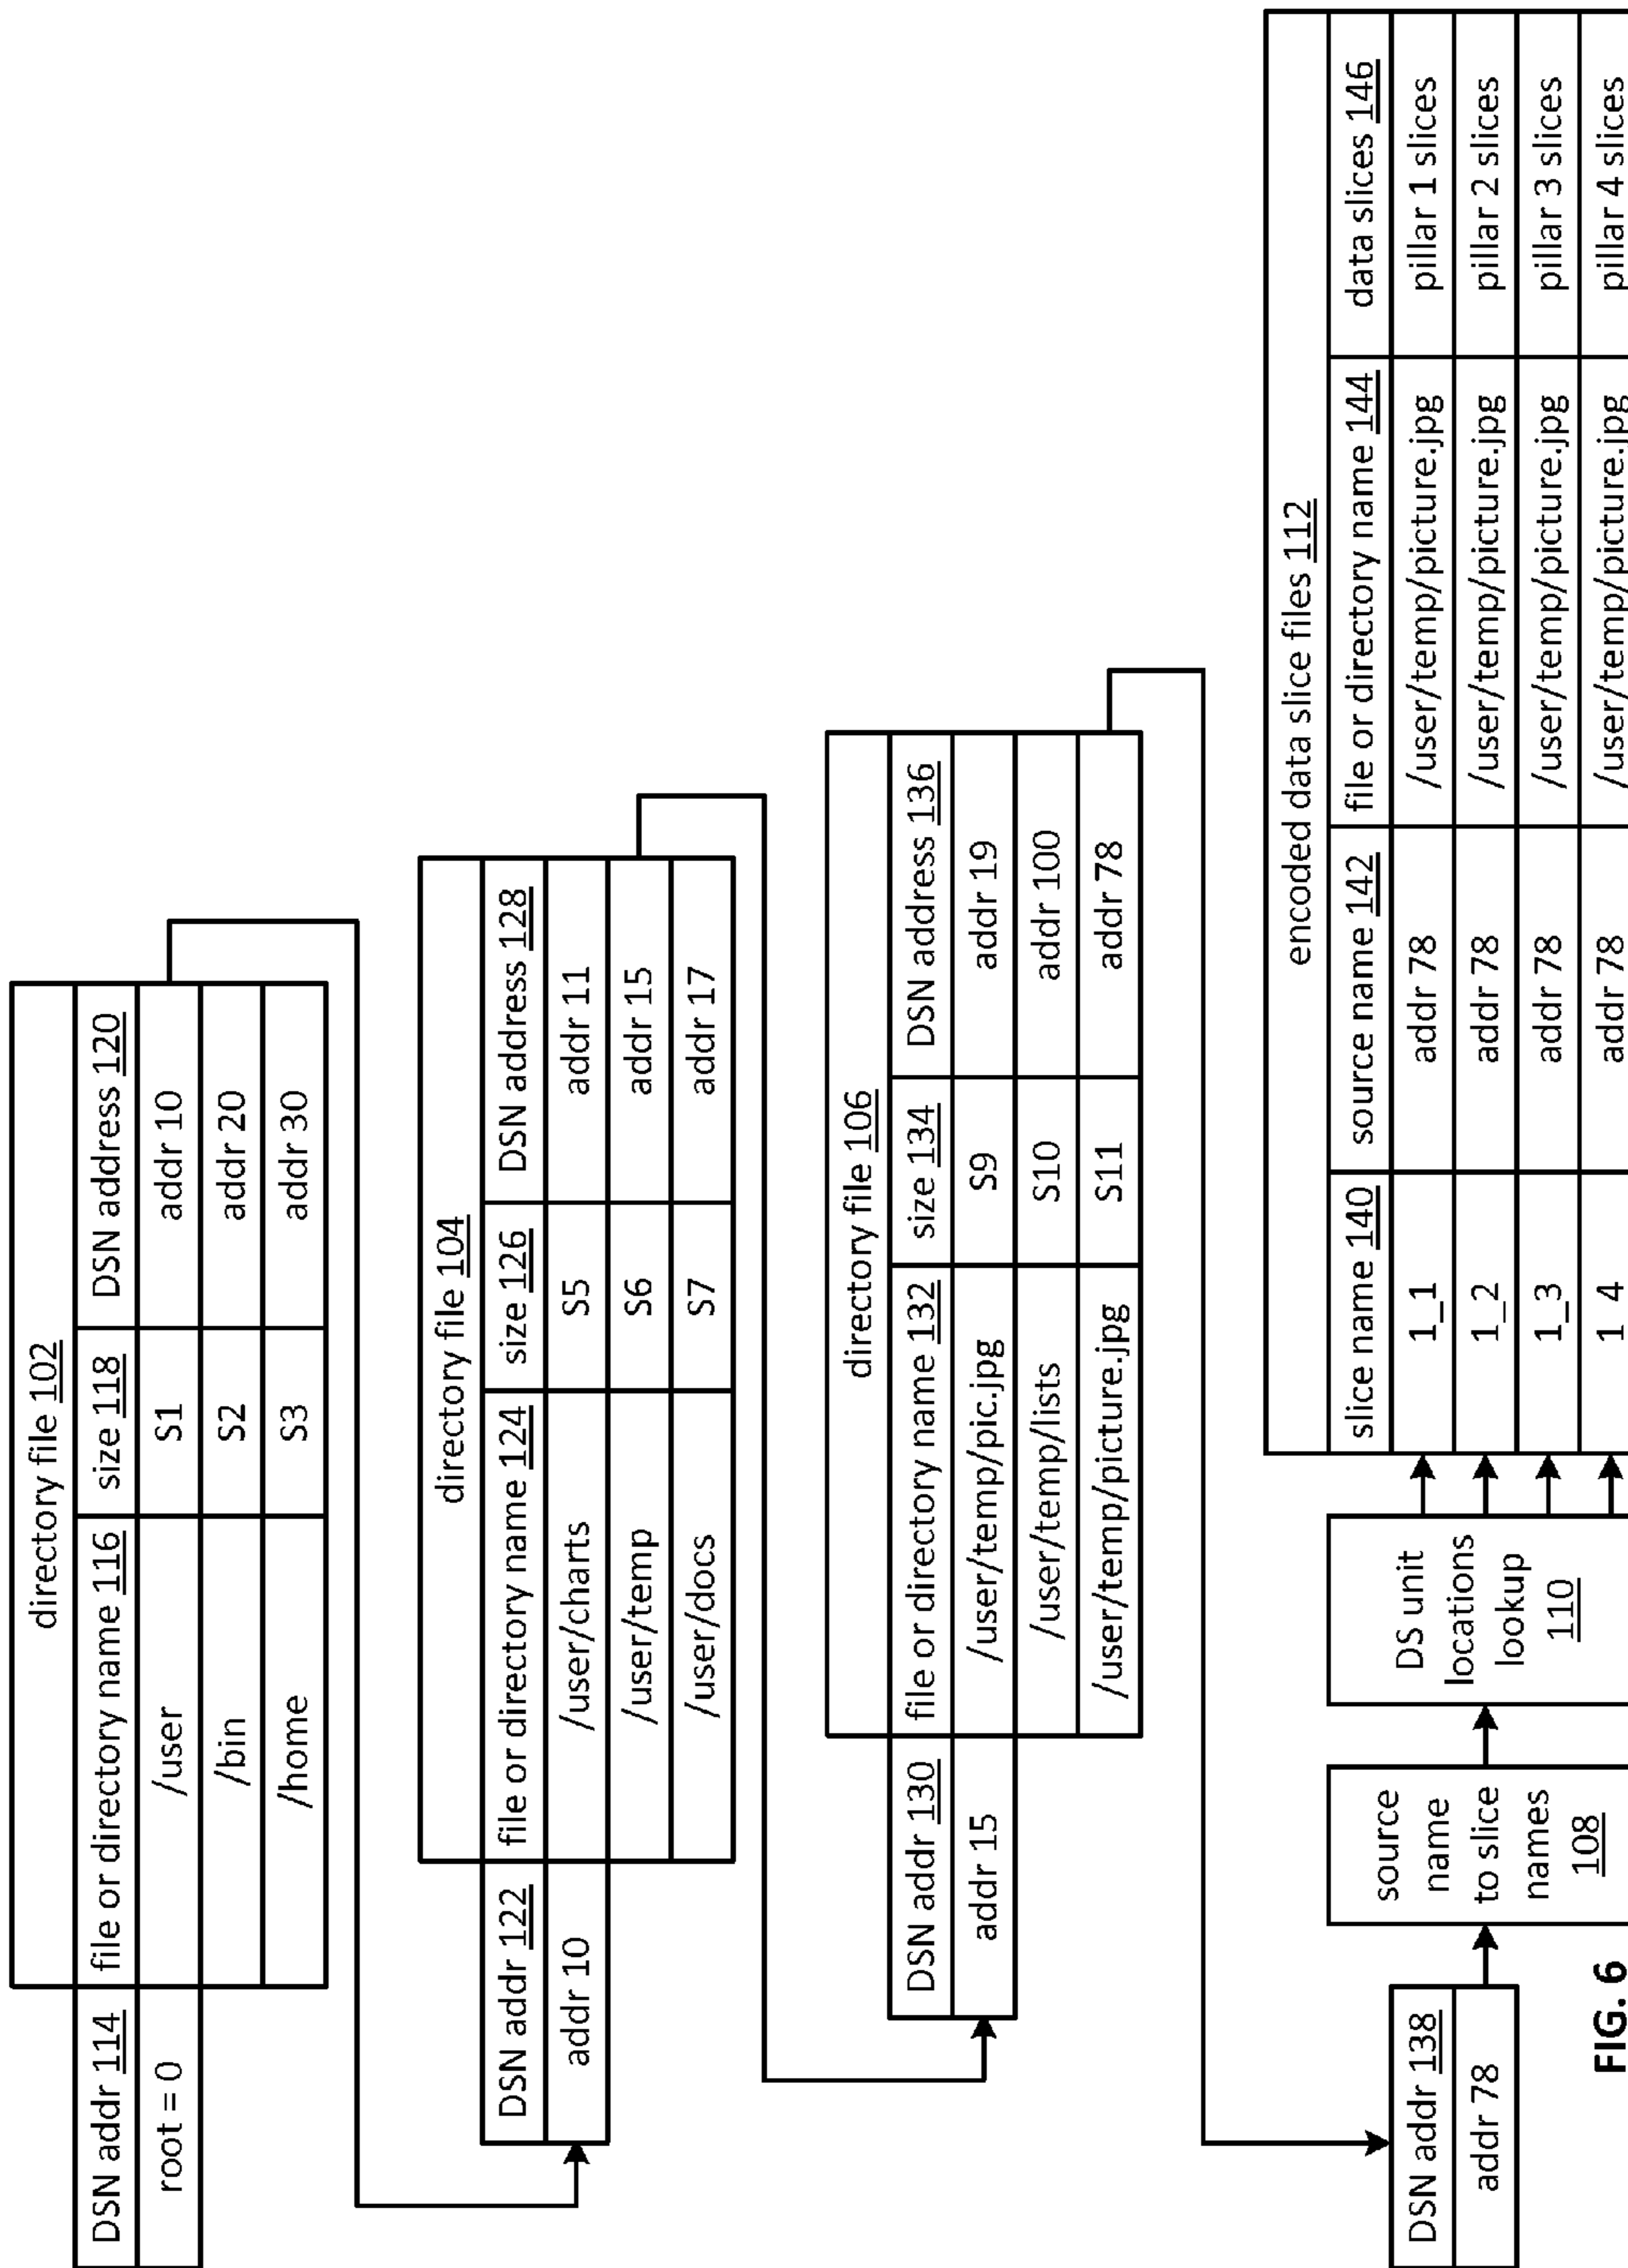 directory file 102
DSN addr 114 file or directory name 116 size 118 DSN address 120
root = 0 /user S1 addr 10
/bin S2 addr 20
/home S3 addr 30
directory file 104
DSN addr 122 file or directory name 124 size 126 DSN address 128
addr 10 /user/charts S5 addr 11
/user/temp S6 addr 15
/user/docs S7 addr 17
directory file 106
DSN addr 130 file or directory name 132 size 134 DSN address 136
addr 15 /user/temp/pic.jpg S9 addr 19
/user/temp/lists S10 addr 100
/user/temp/picture.jpg S11 addr 78
DSN addr 138
addr 78
source
name
to slice
names
108
DS unit
locations
lookup
110
encoded data slice files 112
slice name 140 source name 142 file or directory name 144 data slices 146
1_1 addr 78 /user/temp/picture.jpg pillar 1 slices
1_2 addr 78 /user/temp/picture.jpg pillar 2 slices
1_3 addr 78 /user/temp/picture.jpg pillar 3 slices
1 4 addr 78 /user/temp/picture.jpg pillar 4 slices
FIG. 6